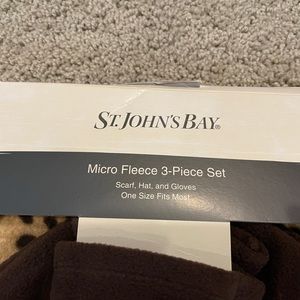 ST. JOHN'S BAY®
Micro Fleece 3-Piece Set
Scarf, Hat, and Gloves
One Size Fits Most